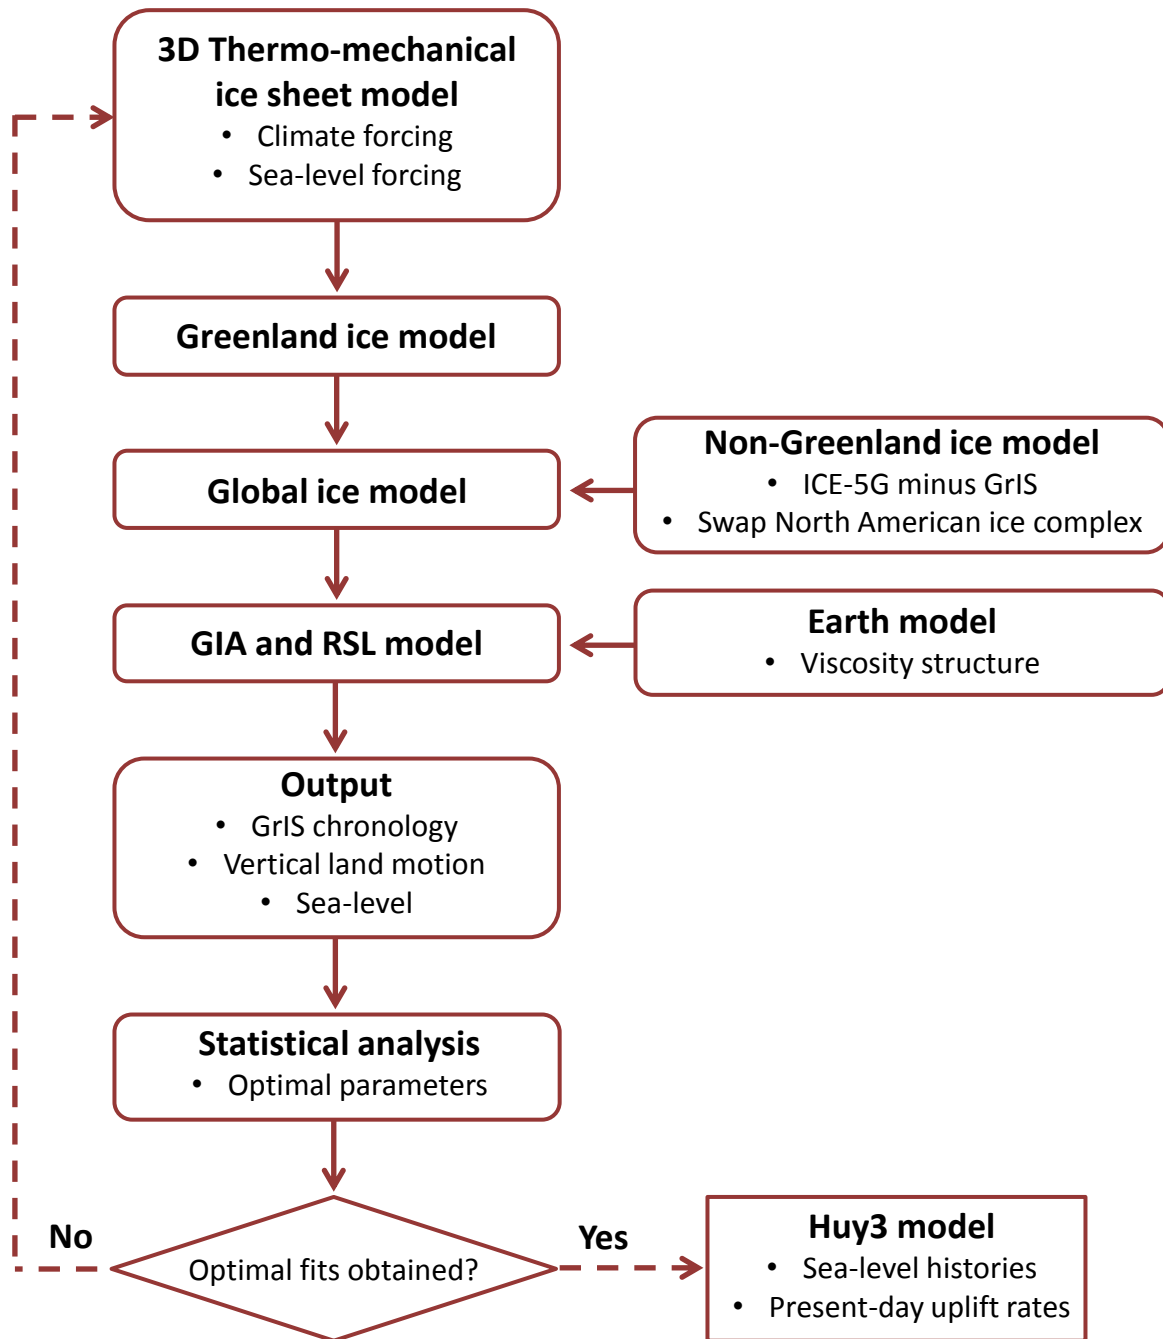 3D Thermo-mechanical
ice sheet model
• Climate forcing
• Sea-level forcing
Greenland ice model
Global ice model
Non-Greenland ice model
• ICE-5G minus GrIS
• Swap North American ice complex
GIA and RSL model
Earth model
• Viscosity structure
Output
• GrIS chronology
• Vertical land motion
• Sea-level
Statistical analysis
• Optimal parameters
Optimal fits obtained?
No
Yes
Huy3 model
• Sea-level histories
• Present-day uplift rates